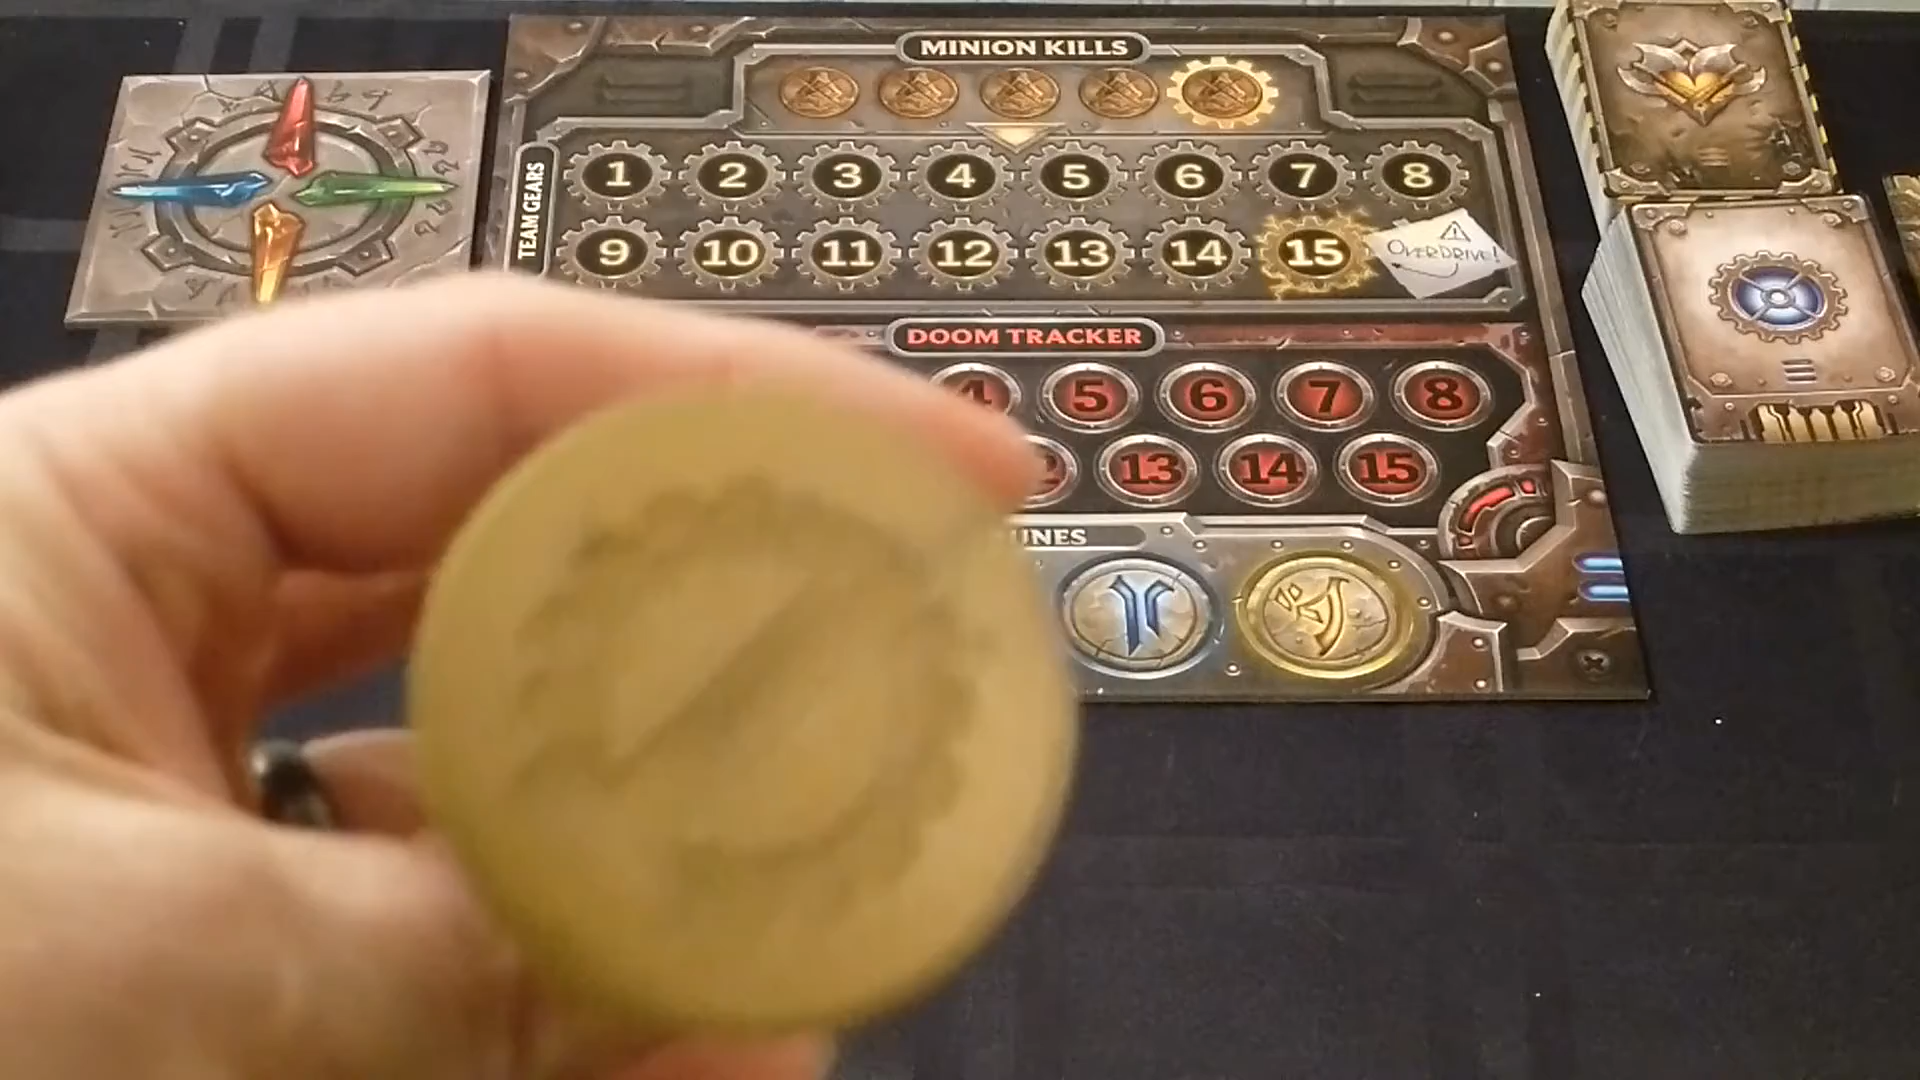 MINION KILLS
TEAM GEARS
1 2 3 4 5 6 7 8
9 10 11 12 13 14 15 OVERDRIVE!
DOOM TRACKER
4 5 6 7 8
13 14 15